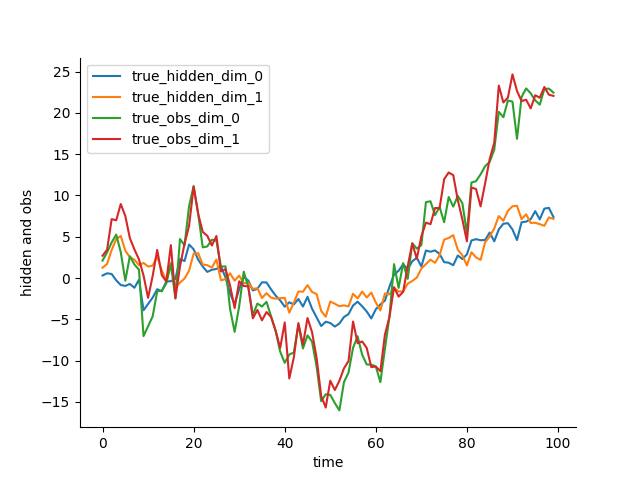 true_hidden_dim_0
true_hidden_dim_1
true_obs_dim_0
true_obs_dim_1
hidden and obs
25
20
15
10
5
0
−5
−10
−15
0 20 40 60 80 100
time